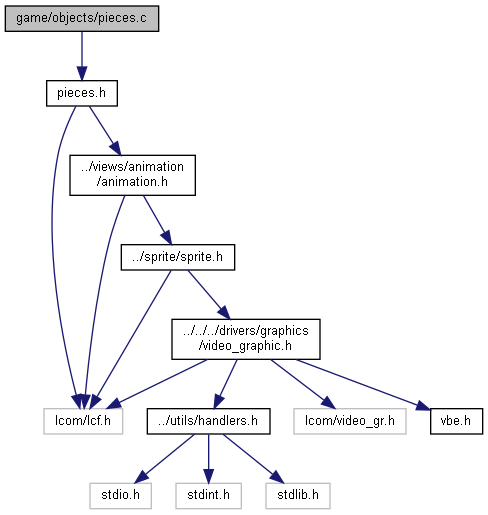 game/objects/pieces.c
pieces.h
../views/animation
/animation.h
../sprite/sprite.h
../../../drivers/graphics
/video_graphic.h
lcom/lcf.h
../utils/handlers.h
lcom/video_gr.h
vbe.h
stdio.h
stdint.h
stdlib.h